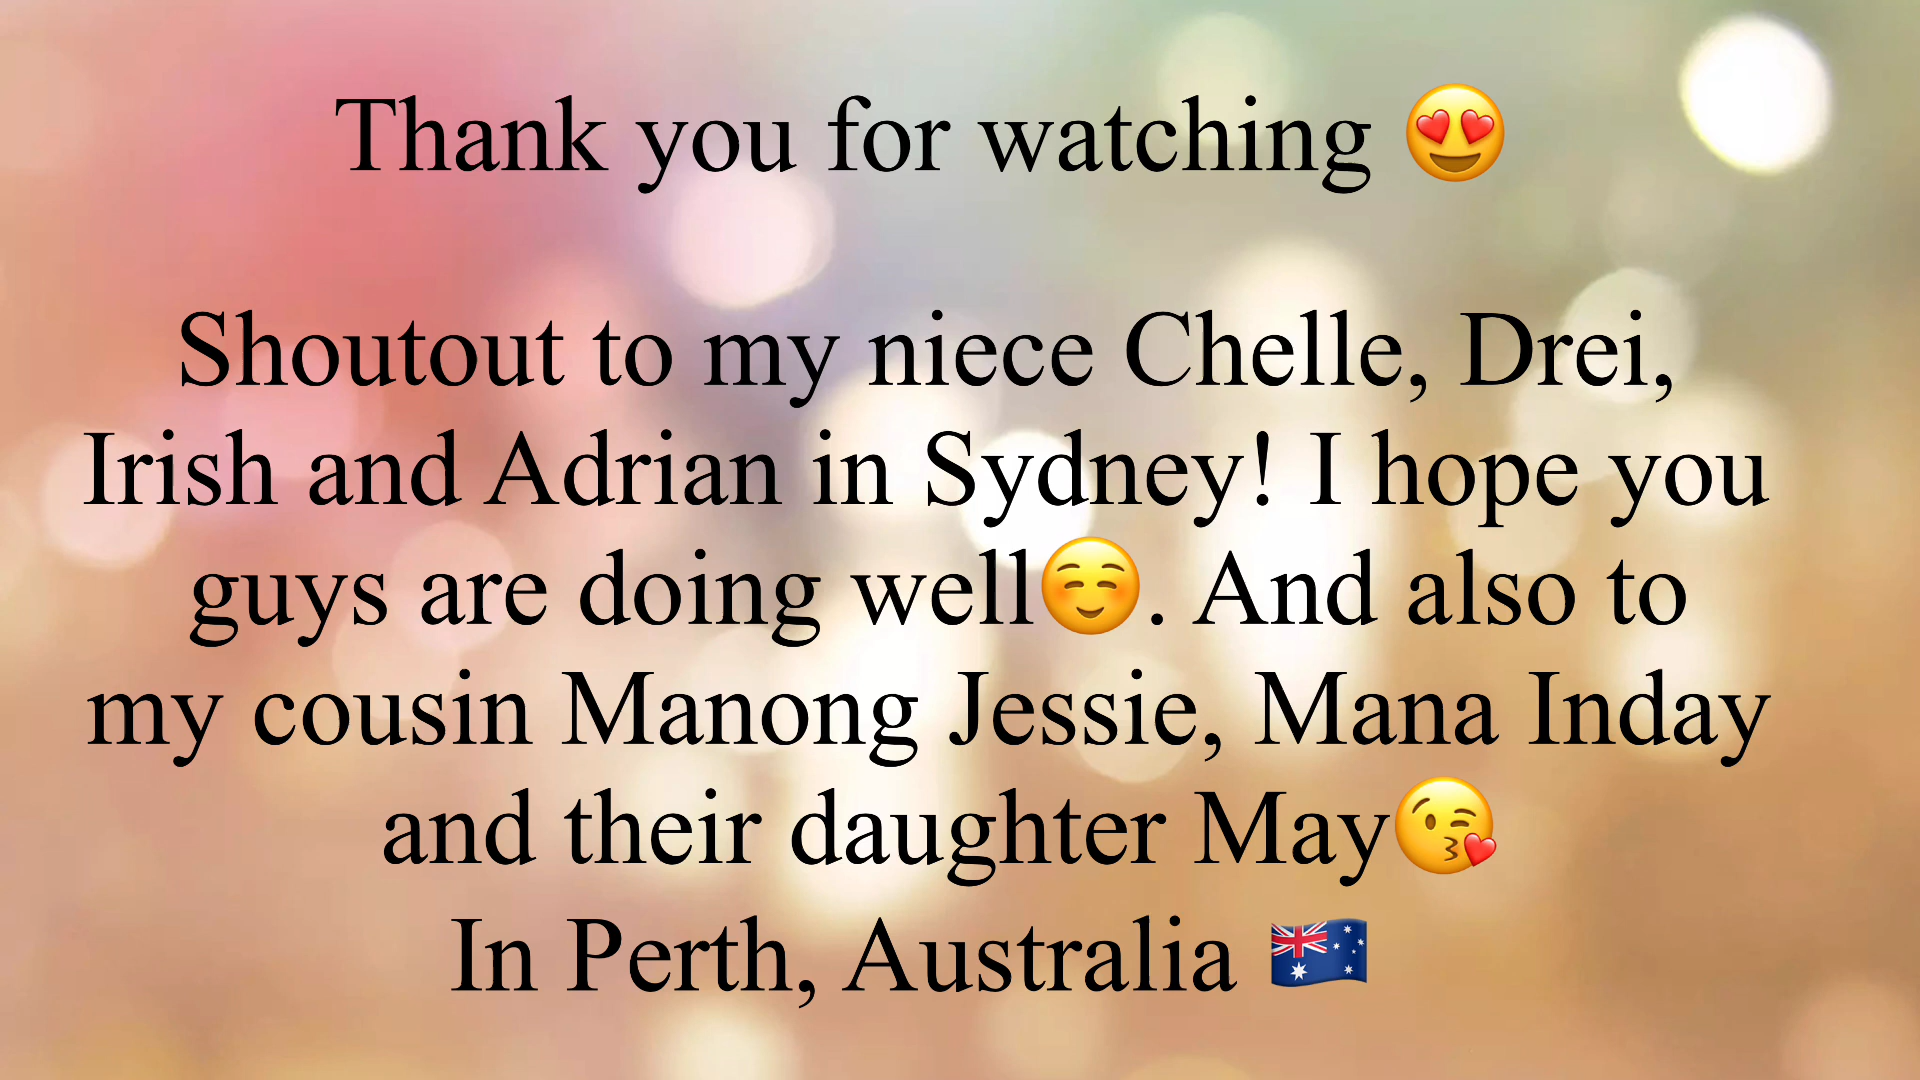 Thank you for watching 😍
Shoutout to my niece Chelle, Drei,
Irish and Adrian in Sydney! I hope you
guys are doing well☺️. And also to
my cousin Manong Jessie, Mana Inday
and their daughter May😘
In Perth, Australia 🇦🇺